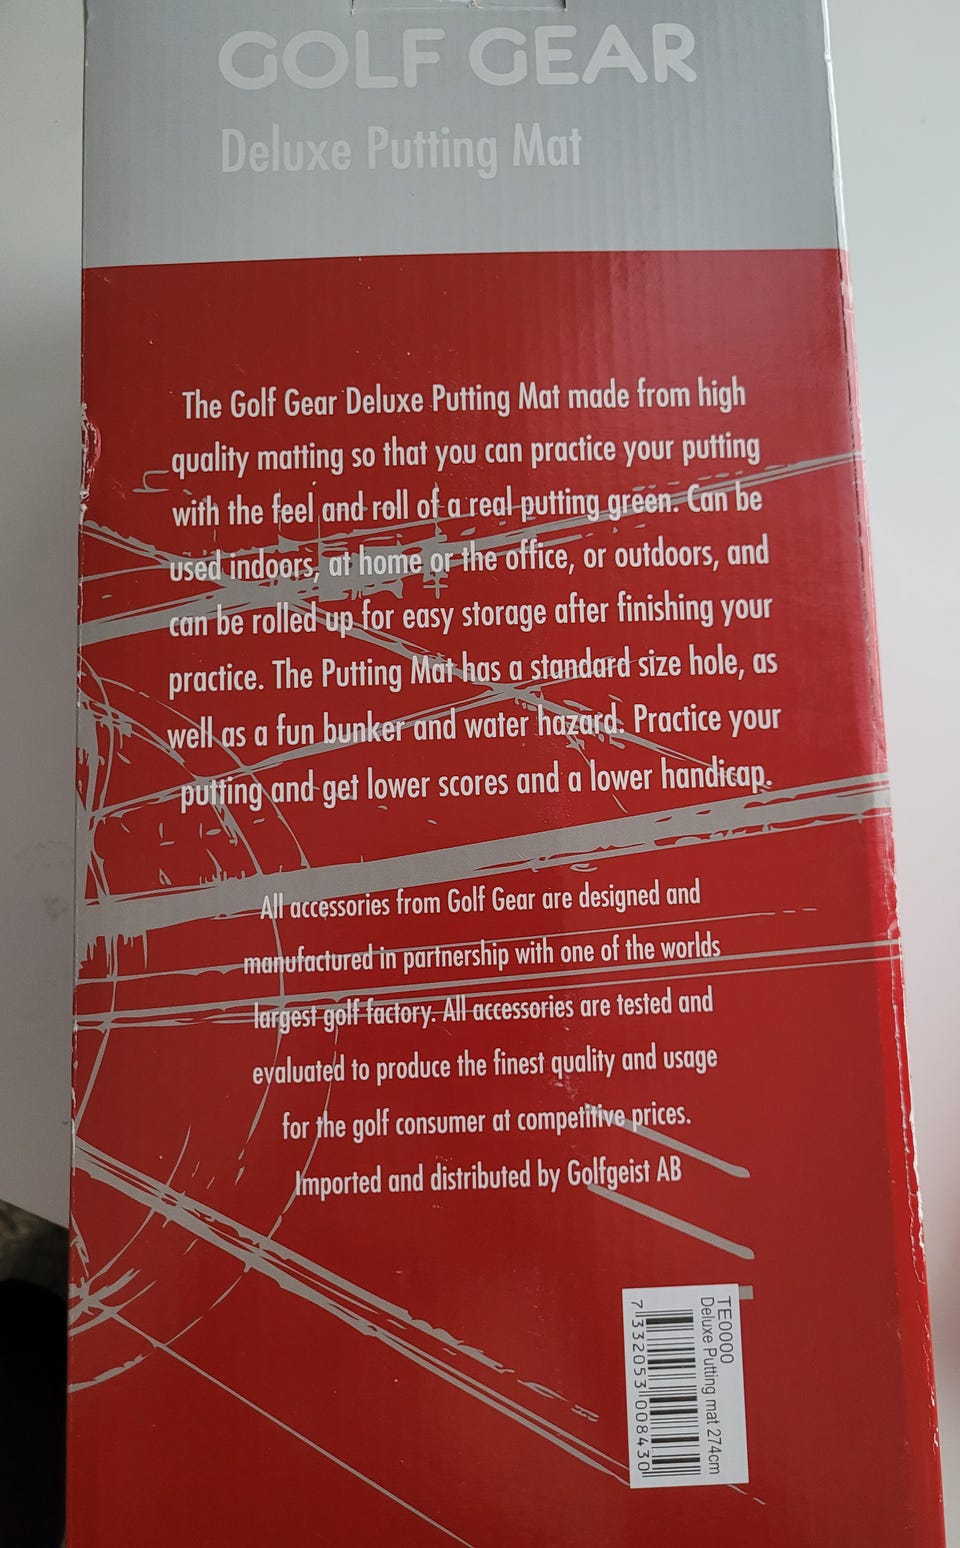 GOLF GEAR
Deluxe Putting Mat
The Golf Gear Deluxe Putting Mat made from high
quality matting so that you can practice your putting
with the feel and roll of a real putting green. Can be
used indoors, at home or the office, or outdoors, and
can be rolled up for easy storage after finishing your
practice. The Putting Mat has a standard size hole, as
well as a fun bunker and water hazard. Practice your
putting and get lower scores and a lower handicap.
All accessories from Golf Gear are designed and
manufactured in partnership with one of the worlds
largest golf factory. All accessories are tested and
evaluated to produce the finest quality and usage
for the golf consumer at competitive prices.
Imported and distributed by Golfgeist AB
TE0000
Deluxe Putting mat 274cm
7 332053 008430